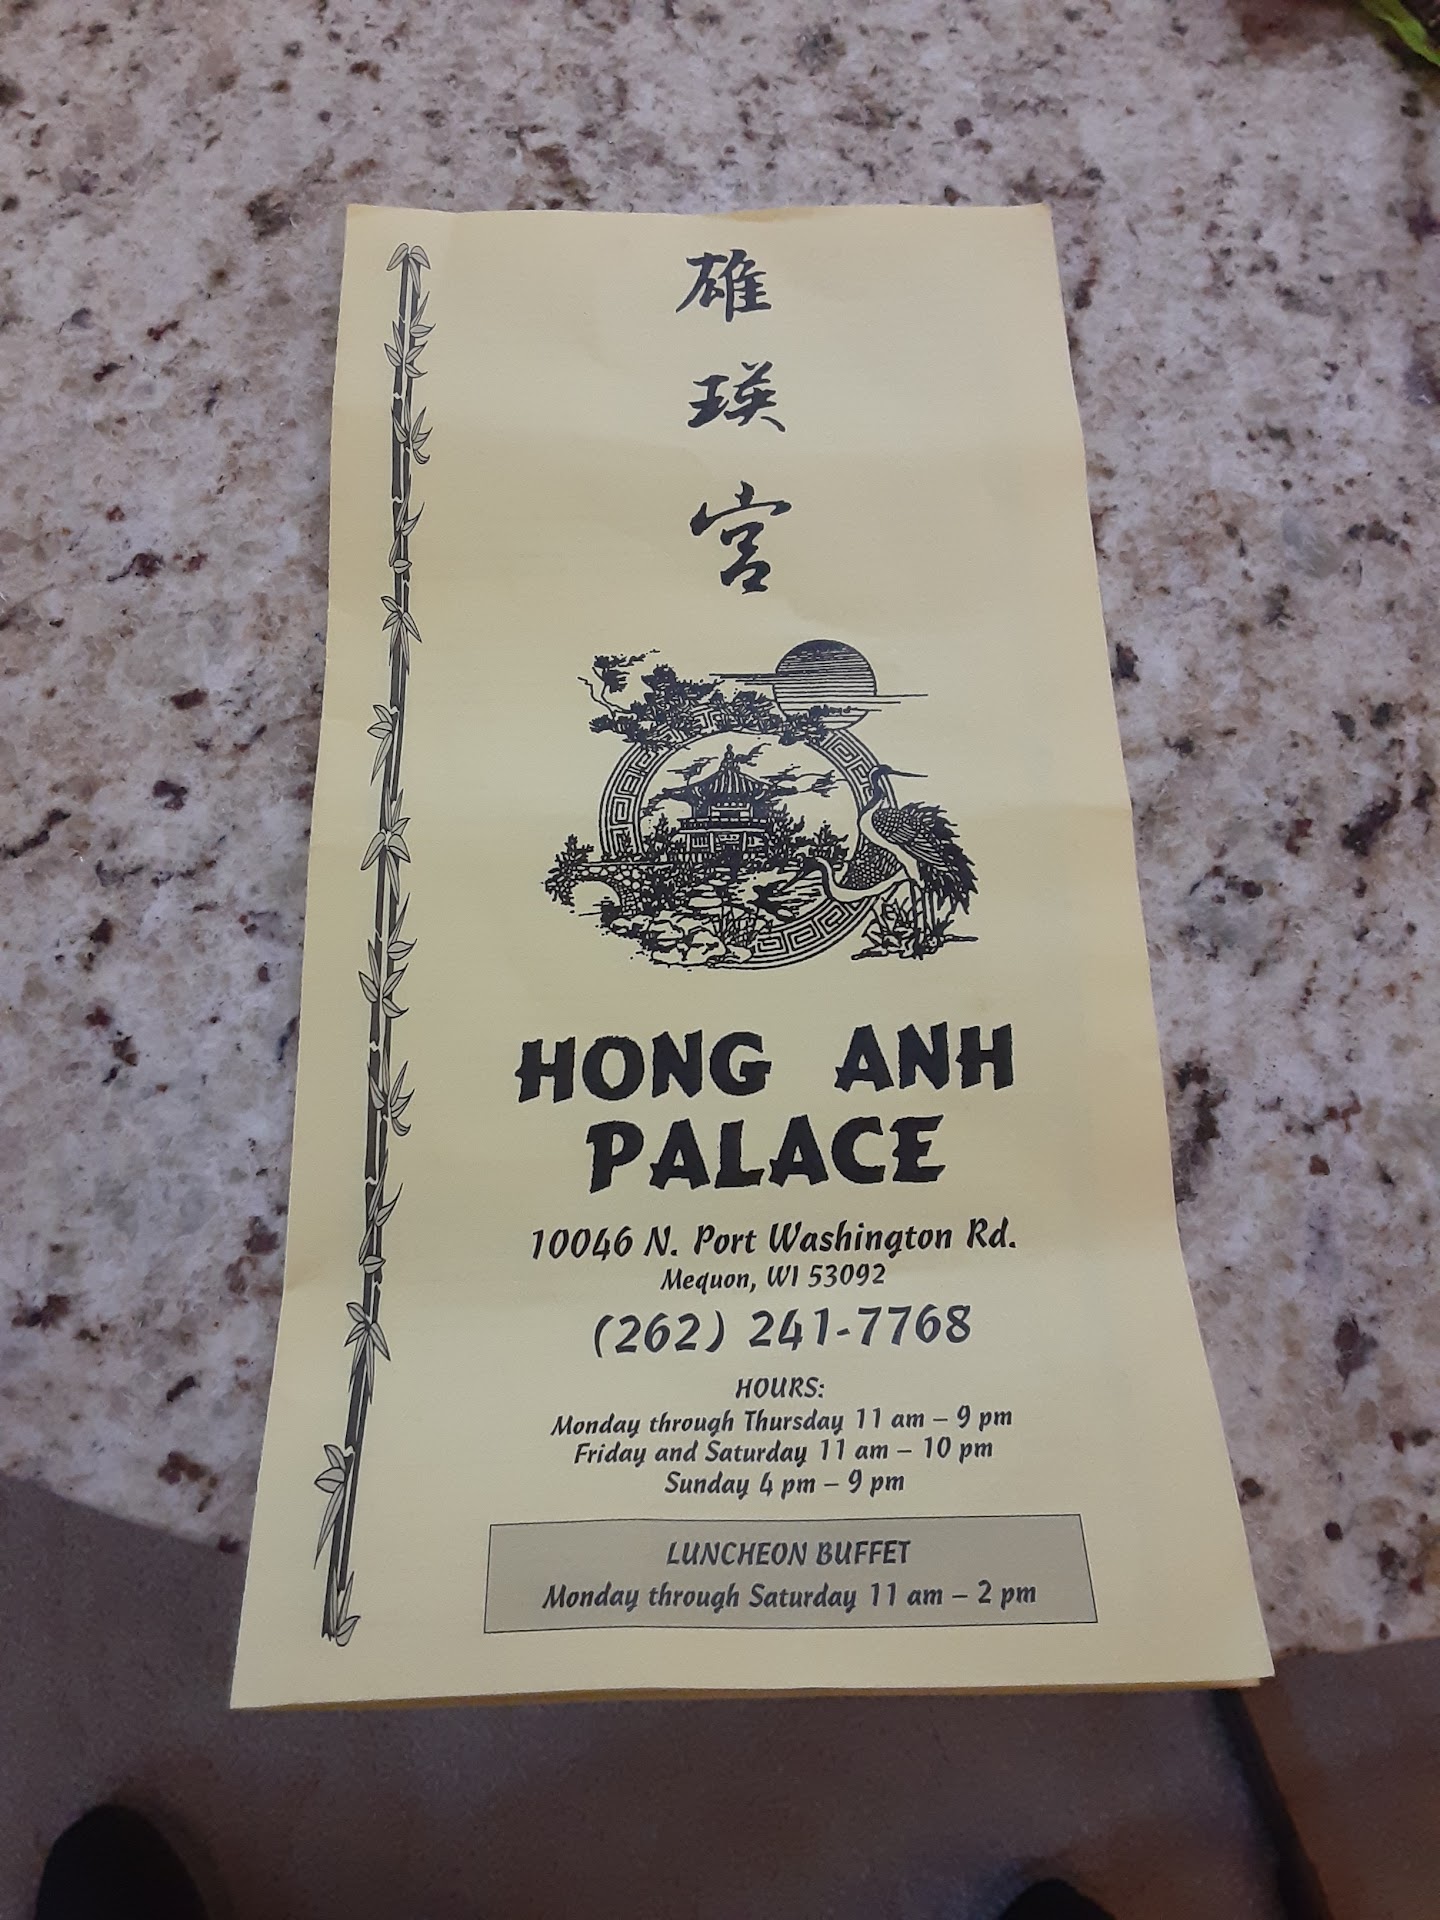 雄
瑛
宮
HONG ANH
PALACE
10046 N. Port Washington Rd.
Mequon, WI 53092
(262) 241-7768
HOURS:
Monday through Thursday 11 am – 9 pm
Friday and Saturday 11 am – 10 pm
Sunday 4 pm – 9 pm
LUNCHEON BUFFET
Monday through Saturday 11 am – 2 pm